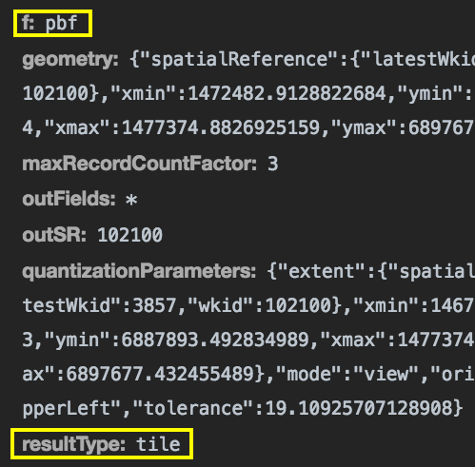 f: pbf
geometry: {"spatialReference":{"latestWkid
102100},"xmin":1472482.9128822684,"ymin":
4,"xmax":1477374.8826925159,"ymax":689767
maxRecordCountFactor: 3
outFields: *
outSR: 102100
quantizationParameters: {"extent":{"spatial
testWkid":3857,"wkid":102100},"xmin":1467
3,"ymin":6887893.492834989,"xmax":1477374
ax":6897677.432455489},"mode":"view","ori
pperLeft","tolerance":19.10925707128908}
resultType: tile